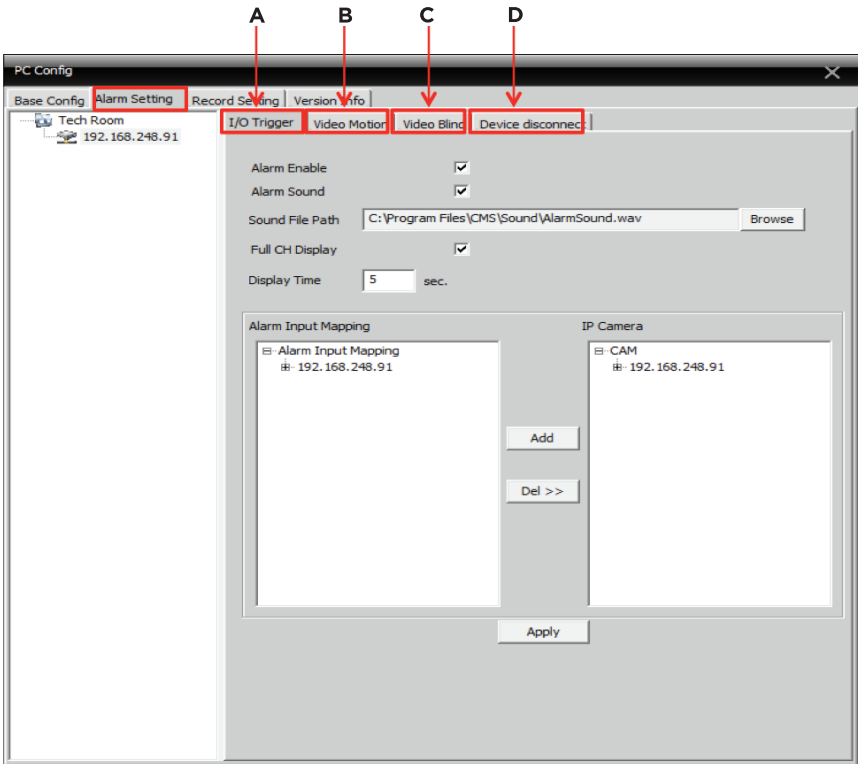 A B C D
PC Config
Base Config Alarm Setting Record Setting Version Info
Tech Room
192.168.248.91
I/O Trigger Video Motion Video Blind Device disconnect
Alarm Enable
Alarm Sound
Sound File Path C:\Program Files\CMS\Sound\AlarmSound.wav Browse
Full CH Display
Display Time 5 sec.
Alarm Input Mapping IP Camera
Alarm Input Mapping CAM
192.168.248.91 192.168.248.91
Add
Del >>
Apply